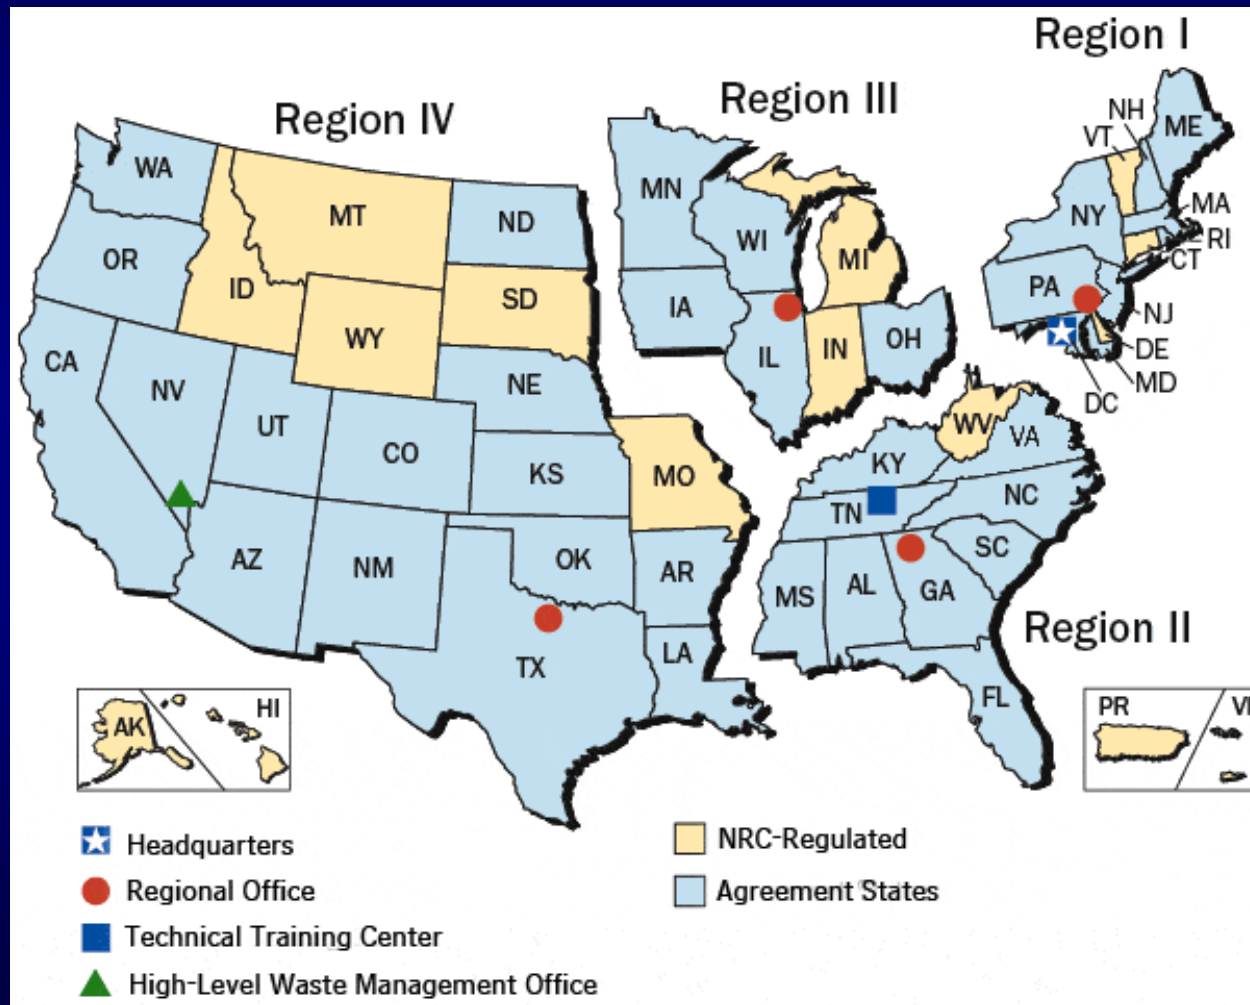 Region I
Region III
Region IV
NH
VT
ME
WA
MT
ND
MN
WI
NY
MA
RI
CT
OR
ID
SD
MI
PA
WY
IA
IL
IN
OH
NJ
DE
MD
DC
CA
NV
UT
CO
NE
KS
MO
KY
WV
VA
TN
NC
SC
AZ
NM
OK
AR
MS
AL
GA
Region II
TX
LA
FL
AK
HI
PR
VI
Headquarters
Regional Office
Technical Training Center
High-Level Waste Management Office
NRC-Regulated
Agreement States